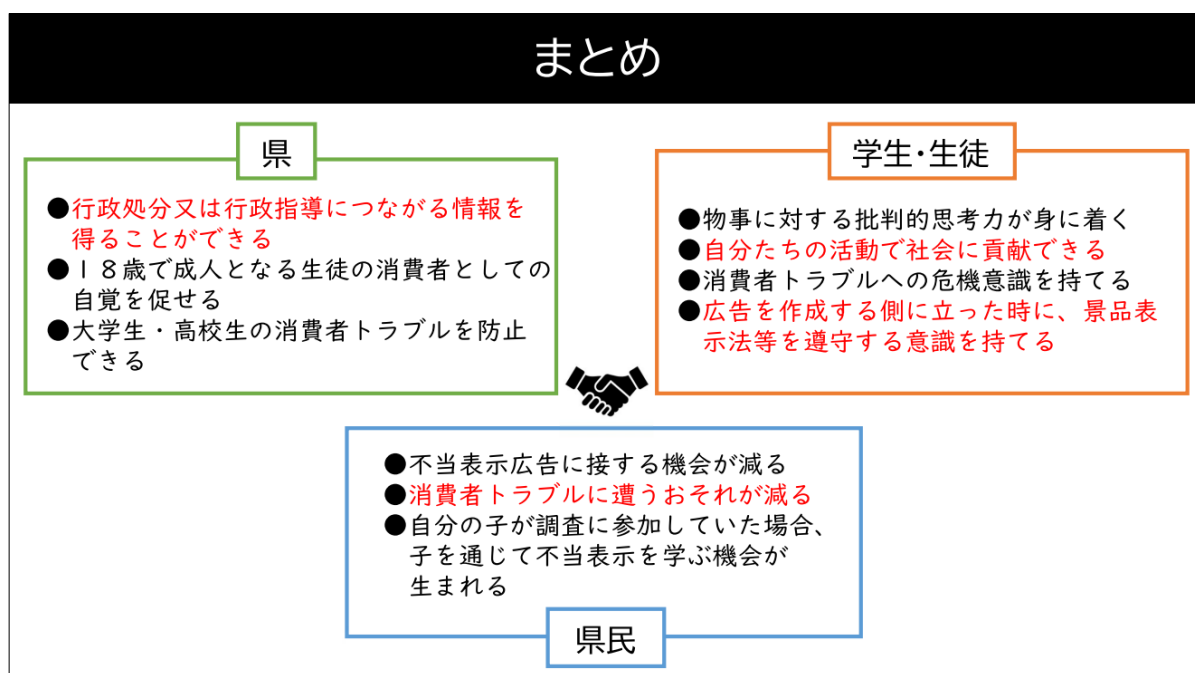 まとめ
県
●行政処分又は行政指導につながる情報を
得ることができる
●18歳で成人となる生徒の消費者としての
自覚を促せる
●大学生・高校生の消費者トラブルを防止
できる
学生・生徒
●物事に対する批判的思考力が身に着く
●自分たちの活動で社会に貢献できる
●消費者トラブルへの危機意識を持てる
●広告を作成する側に立った時に、景品表
示法等を遵守する意識を持てる
●不当表示広告に接する機会が減る
●消費者トラブルに遭うおそれが減る
●自分の子が調査に参加していた場合、
子を通じて不当表示を学ぶ機会が
生まれる
県民